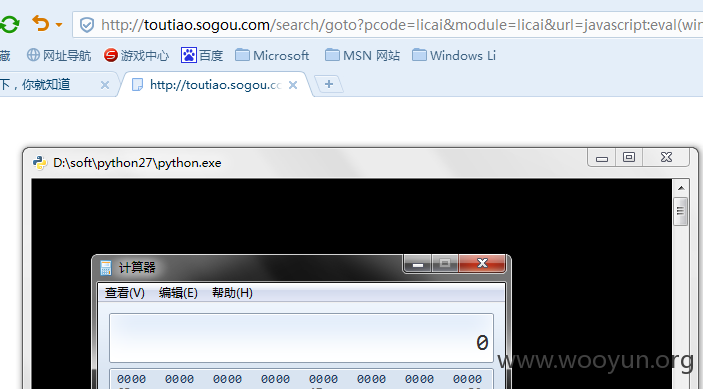 http://toutiao.sogou.com/search/goto?pcode=licai&module=licai&url=javascript:eval(win
藏 网址导航 游戏中心 百度 Microsoft MSN 网站 Windows Li
下，你就知道 http://toutiao.sogou.cc
D:\soft\python27\python.exe
计算器
查看(V) 编辑(E) 帮助(H)
0
0000 0000 0000 0000 0000 0000 0000 0000
www.wooyun.org